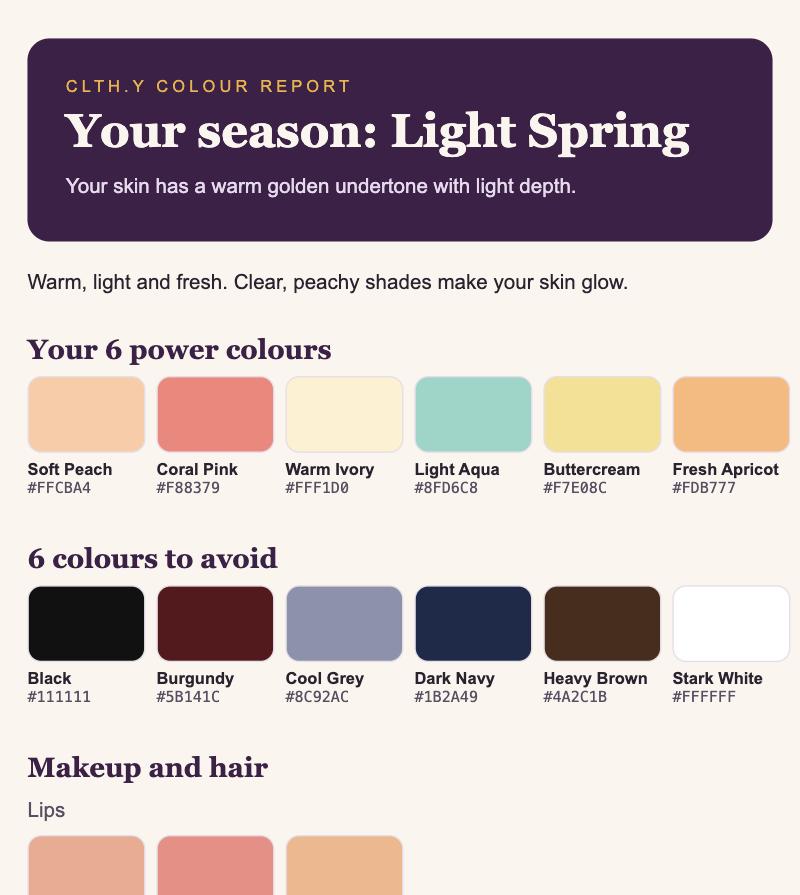 CLTH.Y COLOUR REPORT
Your season: Light Spring
Your skin has a warm golden undertone with light depth.
Warm, light and fresh. Clear, peachy shades make your skin glow.
Your 6 power colours
Soft Peach Coral Pink Warm Ivory Light Aqua Buttercream Fresh Apricot
#FFCBA4 #F88379 #FFF1D0 #8FD6C8 #F7E08C #FDB777
6 colours to avoid
Black Burgundy Cool Grey Dark Navy Heavy Brown Stark White
#111111 #5B141C #8C92AC #1B2A49 #4A2C1B #FFFFFF
Makeup and hair
Lips